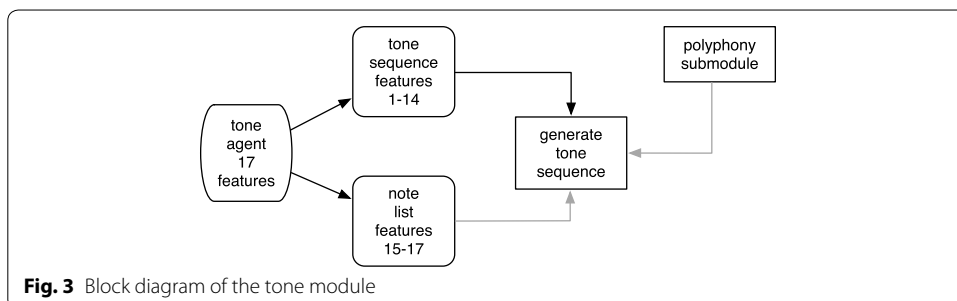 tone
agent
17
features
tone
sequence
features
1-14
note
list
features
15-17
generate
tone
sequence
polyphony
submodule
Fig. 3 Block diagram of the tone module